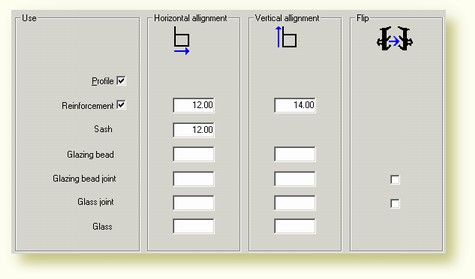 Use Horizontal allignment Vertical allignment Flip
Profile
Reinforcement 12.00 14.00
Sash 12.00
Glazing bead
Glazing bead joint
Glass joint
Glass